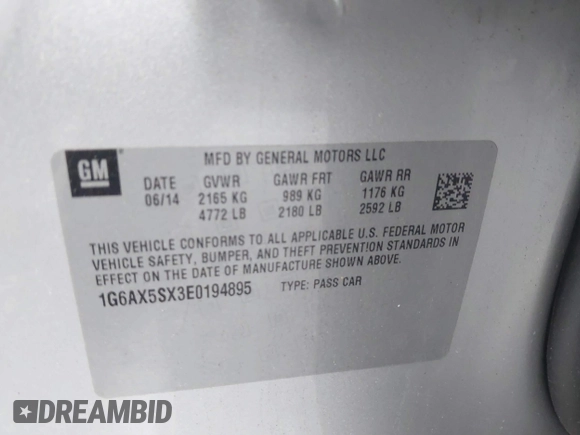 GM
MFD BY GENERAL MOTORS LLC
DATE GVWR GAWR FRT GAWR RR
06/14 2165 KG 989 KG 1176 KG
4772 LB 2180 LB 2592 LB
THIS VEHICLE CONFORMS TO ALL APPLICABLE U.S. FEDERAL MOTOR
VEHICLE SAFETY, BUMPER, AND THEFT PREVENTION STANDARDS IN
EFFECT ON THE DATE OF MANUFACTURE SHOWN ABOVE.
1G6AX5SX3E0194895 TYPE: PASS CAR
DREAMBID